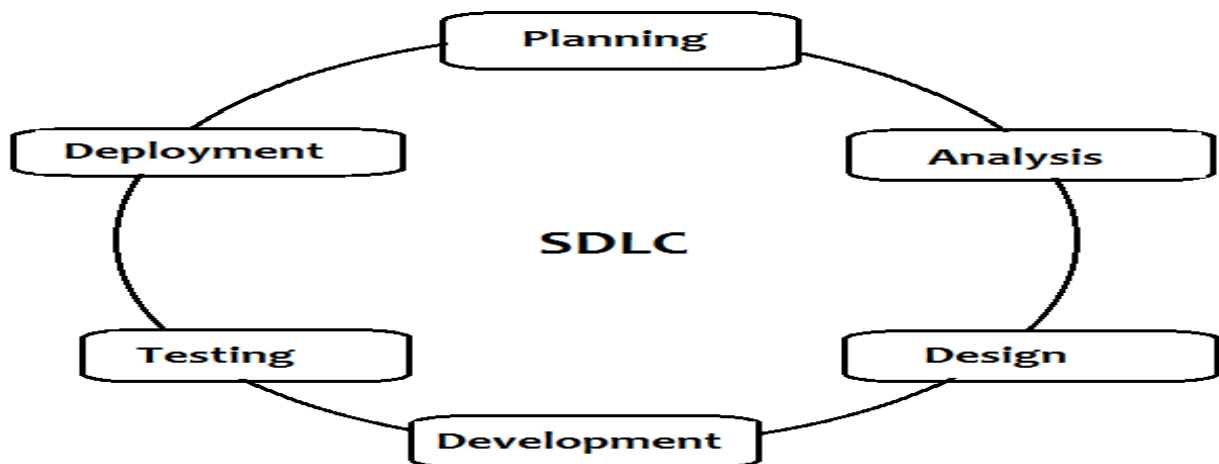 Planning
Deployment
Analysis
SDLC
Testing
Design
Development